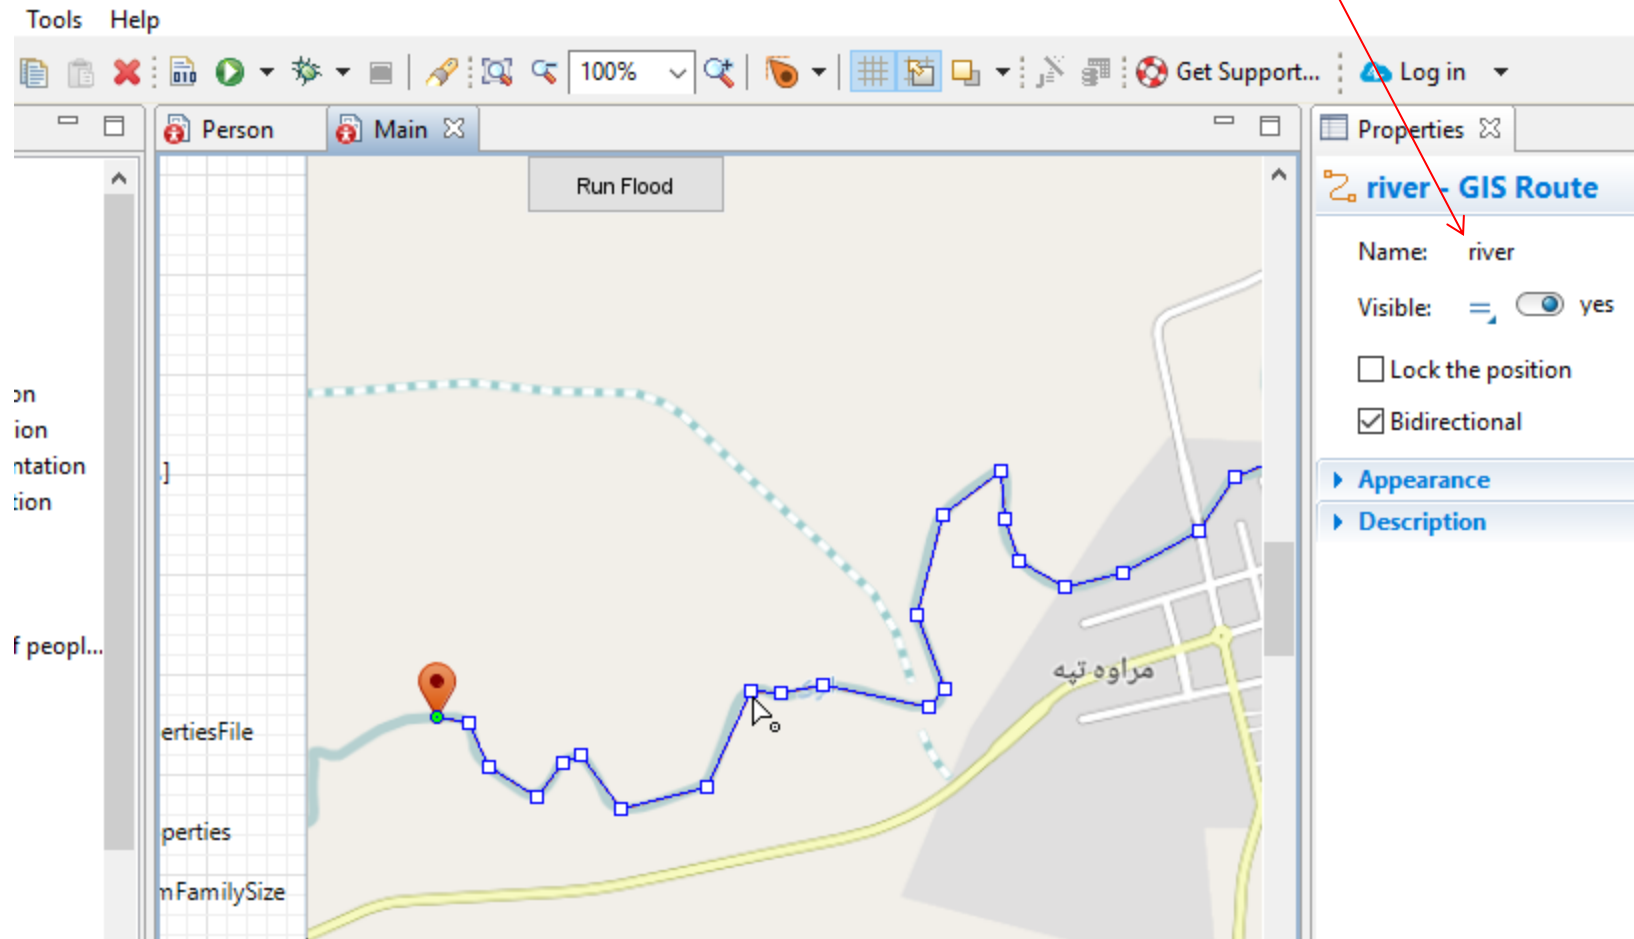 Tools Help
100%
Get Support...
Log in
Person
Main
Properties
Run Flood
river - GIS Route
Name: river
Visible: yes
Lock the position
Bidirectional
Appearance
Description
on
ion
ntation
tion
f peopl...
.]
ertiesFile
perties
mFamilySize
مراوه تپه